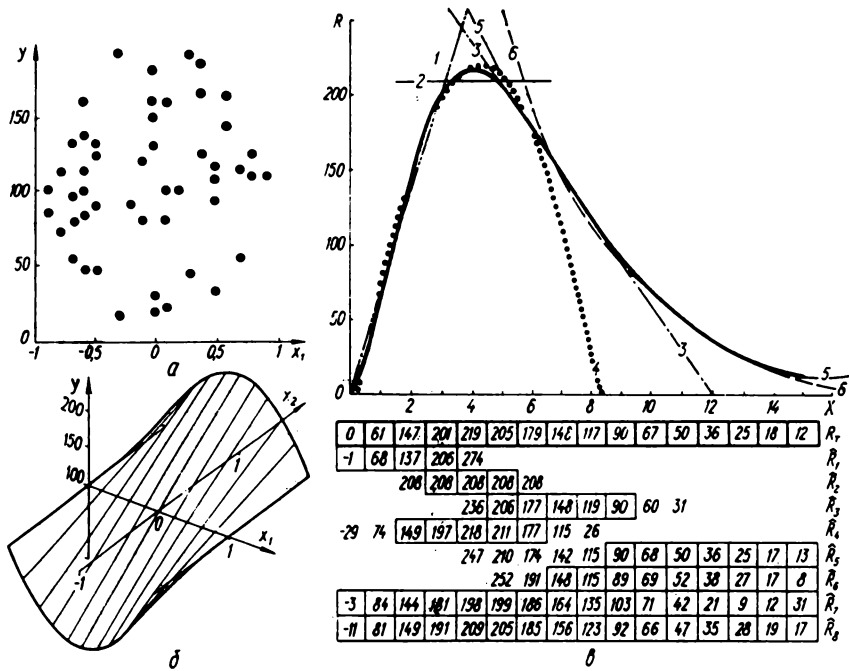 y
150
100
50
0
-1 -0,5 0 0,5 1 x₁
а
y
200
150
100
x₂
1
0
-1
1
x₁
б
R
200
150
100
50
0
1 2 5 3 6
4 3 5 6
2 4 6 8 10 12 14 X
0 61 147 201 219 205 179 148 117 90 67 50 36 25 18 12 R_T
-1 68 137 206 274 R̂₁
208 208 208 208 208 R̂₂
236 206 177 148 119 90 60 31 R̂₃
-29 74 149 197 218 211 177 115 26 R̂₄
247 210 174 142 115 90 68 50 36 25 17 13 R̂₅
252 191 148 115 89 69 52 38 27 17 8 R̂₆
-3 84 144 181 198 199 186 164 135 103 71 42 21 9 12 31 R̂₇
-11 81 149 191 209 205 185 156 123 92 66 47 35 28 19 17 R̂₈
в